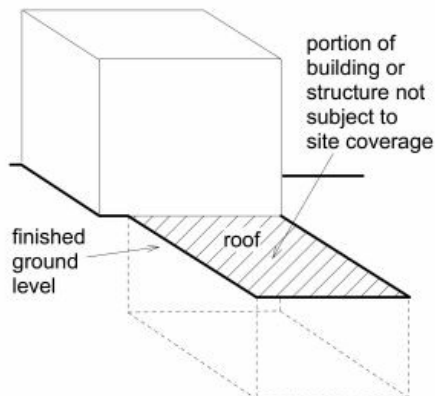 portion of
building or
structure not
subject to
site coverage
finished
ground
level
roof